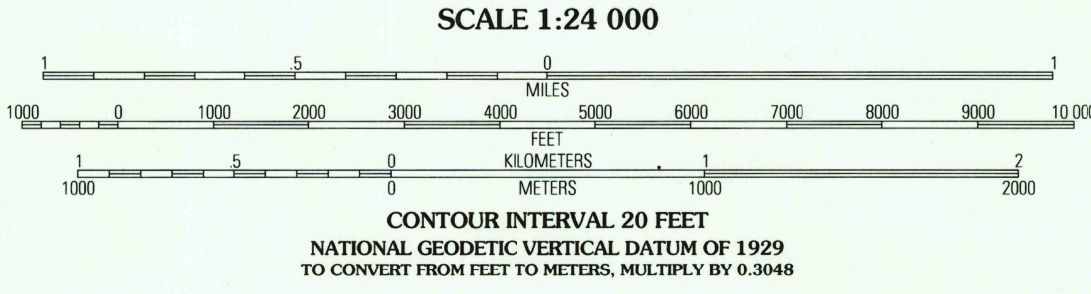 SCALE 1:24 000
1 .5 0 1
MILES
1000 0 1000 2000 3000 4000 5000 6000 7000 8000 9000 10 000
FEET
1 .5 0 KILOMETERS 1 2
1000 0 METERS 1000 2000
CONTOUR INTERVAL 20 FEET
NATIONAL GEODETIC VERTICAL DATUM OF 1929
TO CONVERT FROM FEET TO METERS, MULTIPLY BY 0.3048